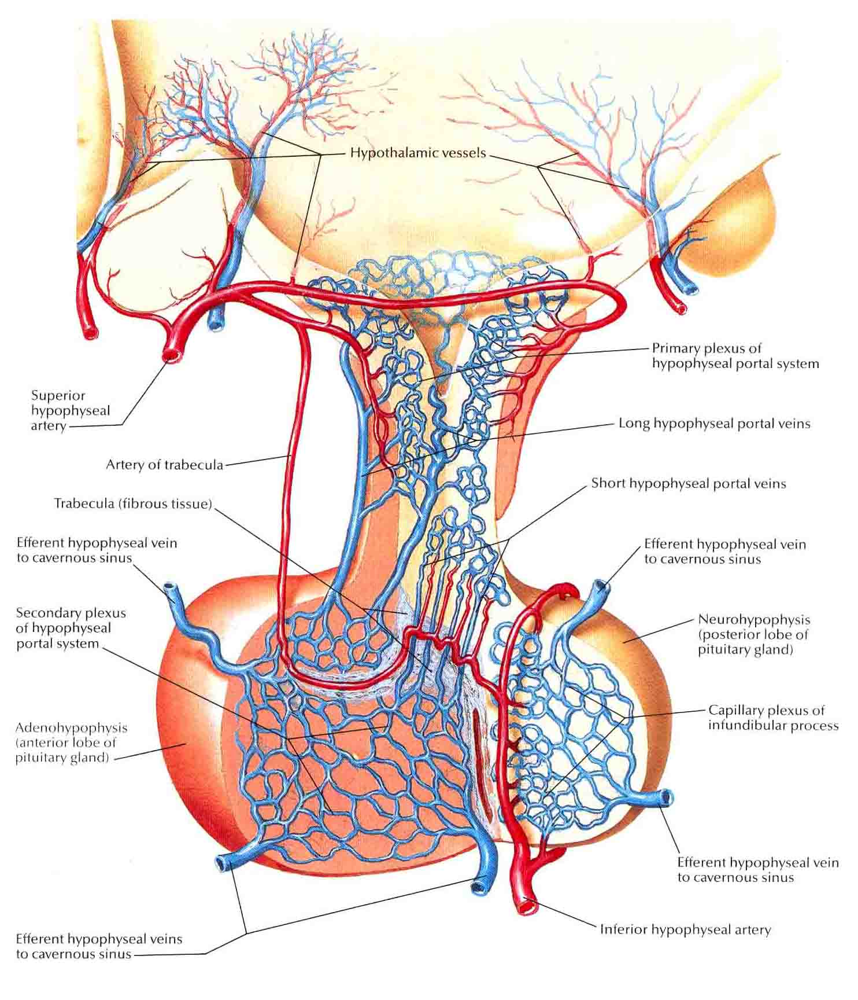 Hypothalamic vessels
Primary plexus of
hypophyseal portal system
Superior
hypophyseal
artery
Long hypophyseal portal veins
Artery of trabecula
Short hypophyseal portal veins
Trabecula (fibrous tissue)
Efferent hypophyseal vein
to cavernous sinus
Efferent hypophyseal vein
to cavernous sinus
Secondary plexus
of hypophyseal
portal system
Neurohypophysis
(posterior lobe of
pituitary gland)
Capillary plexus of
infundibular process
Adenohypophysis
(anterior lobe of
pituitary gland)
Efferent hypophyseal vein
to cavernous sinus
Inferior hypophyseal artery
Efferent hypophyseal veins
to cavernous sinus